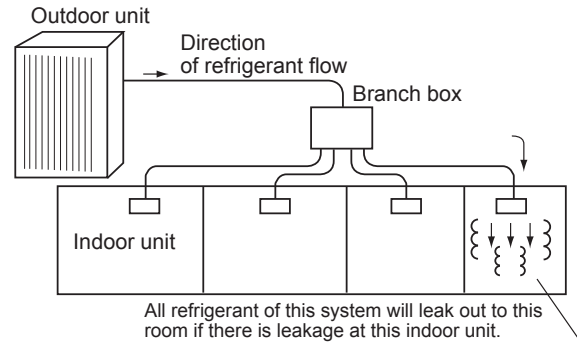 Outdoor unit
Direction
of refrigerant flow
Branch box
Indoor unit
All refrigerant of this system will leak out to this
room if there is leakage at this indoor unit.